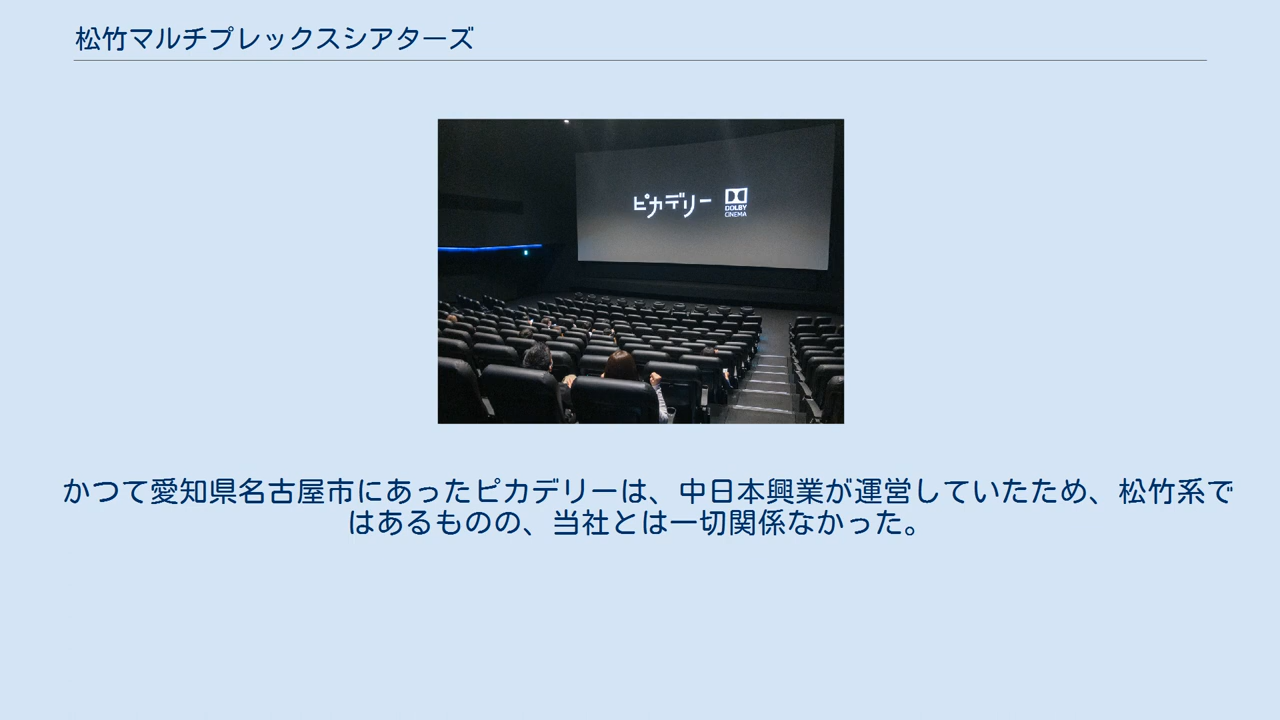 松竹マルチプレックスシアターズ
ピカデリー
DOLBY
CINEMA
かつて愛知県名古屋市にあったピカデリーは、中日本興業が運営していたため、松竹系で
はあるものの、当社とは一切関係なかった。